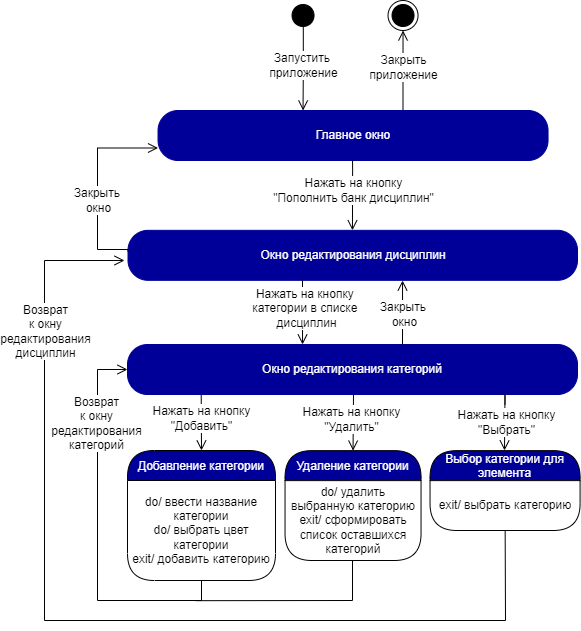 Запустить
приложение
Закрыть
приложение
Главное окно
Нажать на кнопку
"Пополнить банк дисциплин"
Закрыть
окно
Окно редактирования дисциплин
Нажать на кнопку
категории в списке
дисциплин
Закрыть
окно
Возврат
к окну
редактирования
дисциплин
Окно редактирования категорий
Возврат
к окну
редактирования
категорий
Нажать на кнопку
"Добавить"
Нажать на кнопку
"Удалить"
Нажать на кнопку
"Выбрать"
Добавление категории
do/ ввести название
категории
do/ выбрать цвет
категории
exit/ добавить категорию
Удаление категории
do/ удалить
выбранную категорию
exit/ сформировать
список оставшихся
категорий
Выбор категории для
элемента
exit/ выбрать категорию